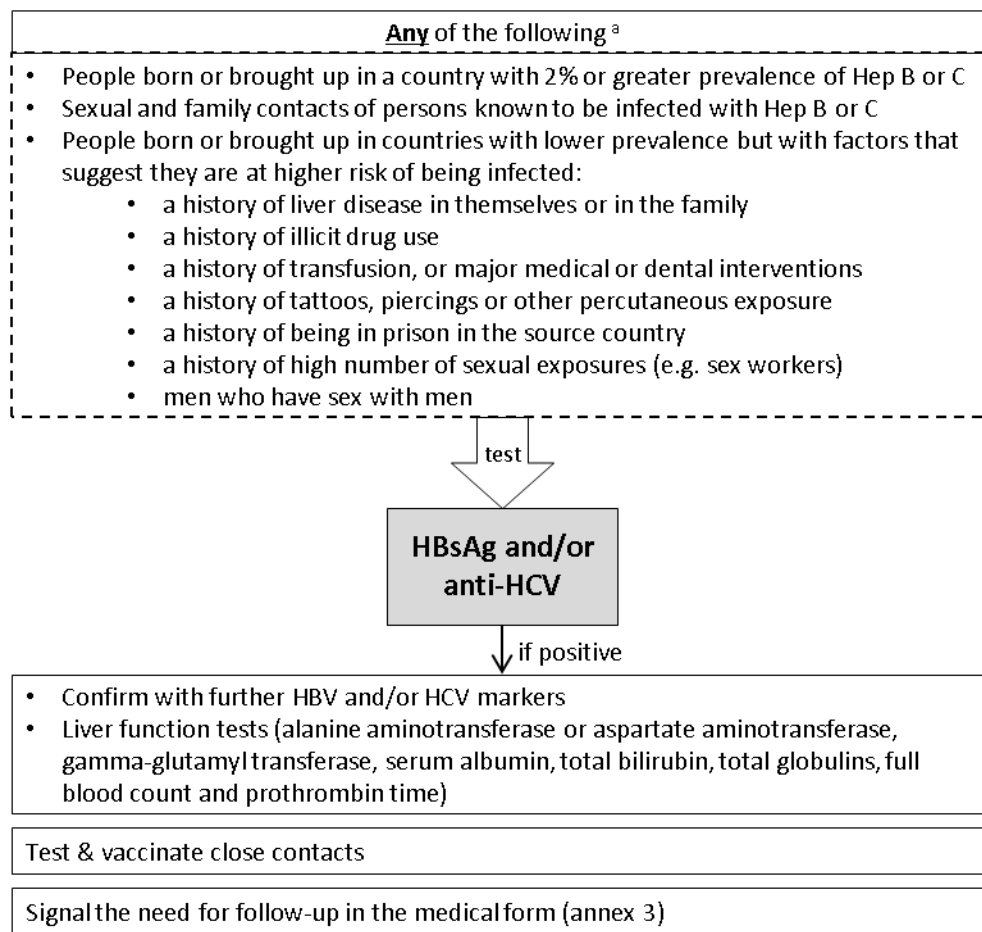 Any of the following a
• People born or brought up in a country with 2% or greater prevalence of Hep B or C
• Sexual and family contacts of persons known to be infected with Hep B or C
• People born or brought up in countries with lower prevalence but with factors that
suggest they are at higher risk of being infected:
• a history of liver disease in themselves or in the family
• a history of illicit drug use
• a history of transfusion, or major medical or dental interventions
• a history of tattoos, piercings or other percutaneous exposure
• a history of being in prison in the source country
• a history of high number of sexual exposures (e.g. sex workers)
• men who have sex with men
test
HBsAg and/or
anti-HCV
if positive
• Confirm with further HBV and/or HCV markers
• Liver function tests (alanine aminotransferase or aspartate aminotransferase,
gamma-glutamyl transferase, serum albumin, total bilirubin, total globulins, full
blood count and prothrombin time)
Test & vaccinate close contacts
Signal the need for follow-up in the medical form (annex 3)